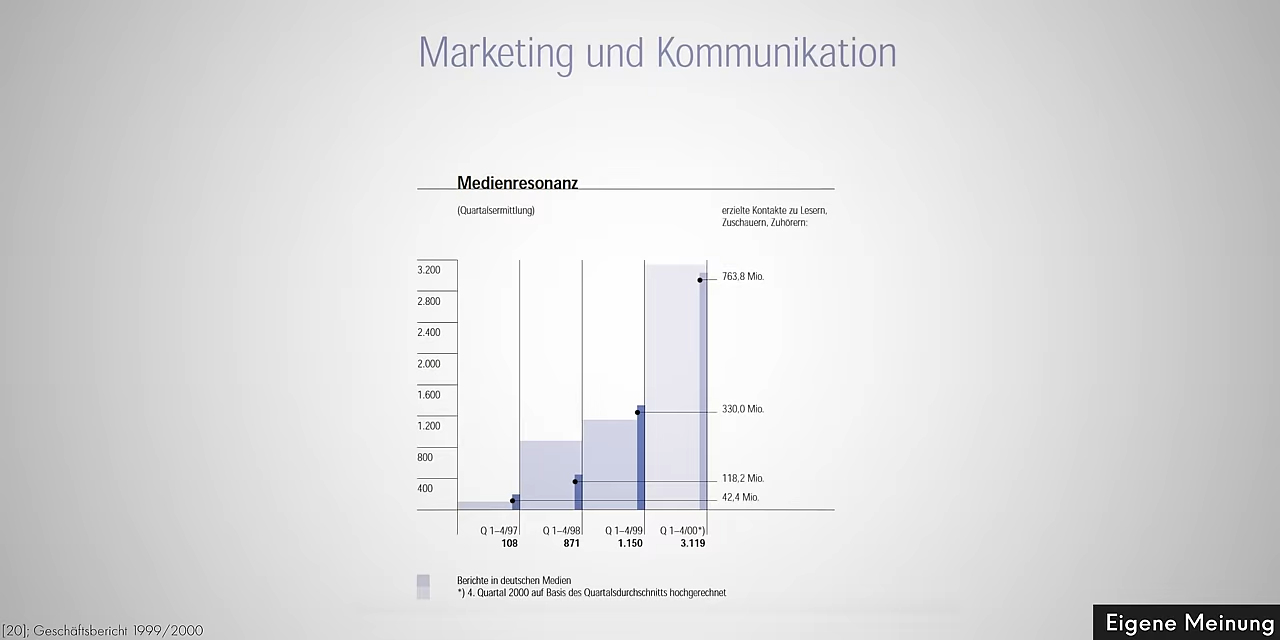 Marketing und Kommunikation
Medienresonanz
(Quartalsermittlung)
erzielte Kontakte zu Lesern,
Zuschauern, Zuhörern:
3.200
2.800
2.400
2.000
1.600
1.200
800
400
763,8 Mio.
330,0 Mio.
118,2 Mio.
42,4 Mio.
Q 1–4/97 Q 1–4/98 Q 1–4/99 Q 1–4/00*)
108 871 1.150 3.119
Berichte in deutschen Medien
*) 4. Quartal 2000 auf Basis des Quartalsdurchschnitts hochgerechnet
[20]; Geschäftsbericht 1999/2000
Eigene Meinung